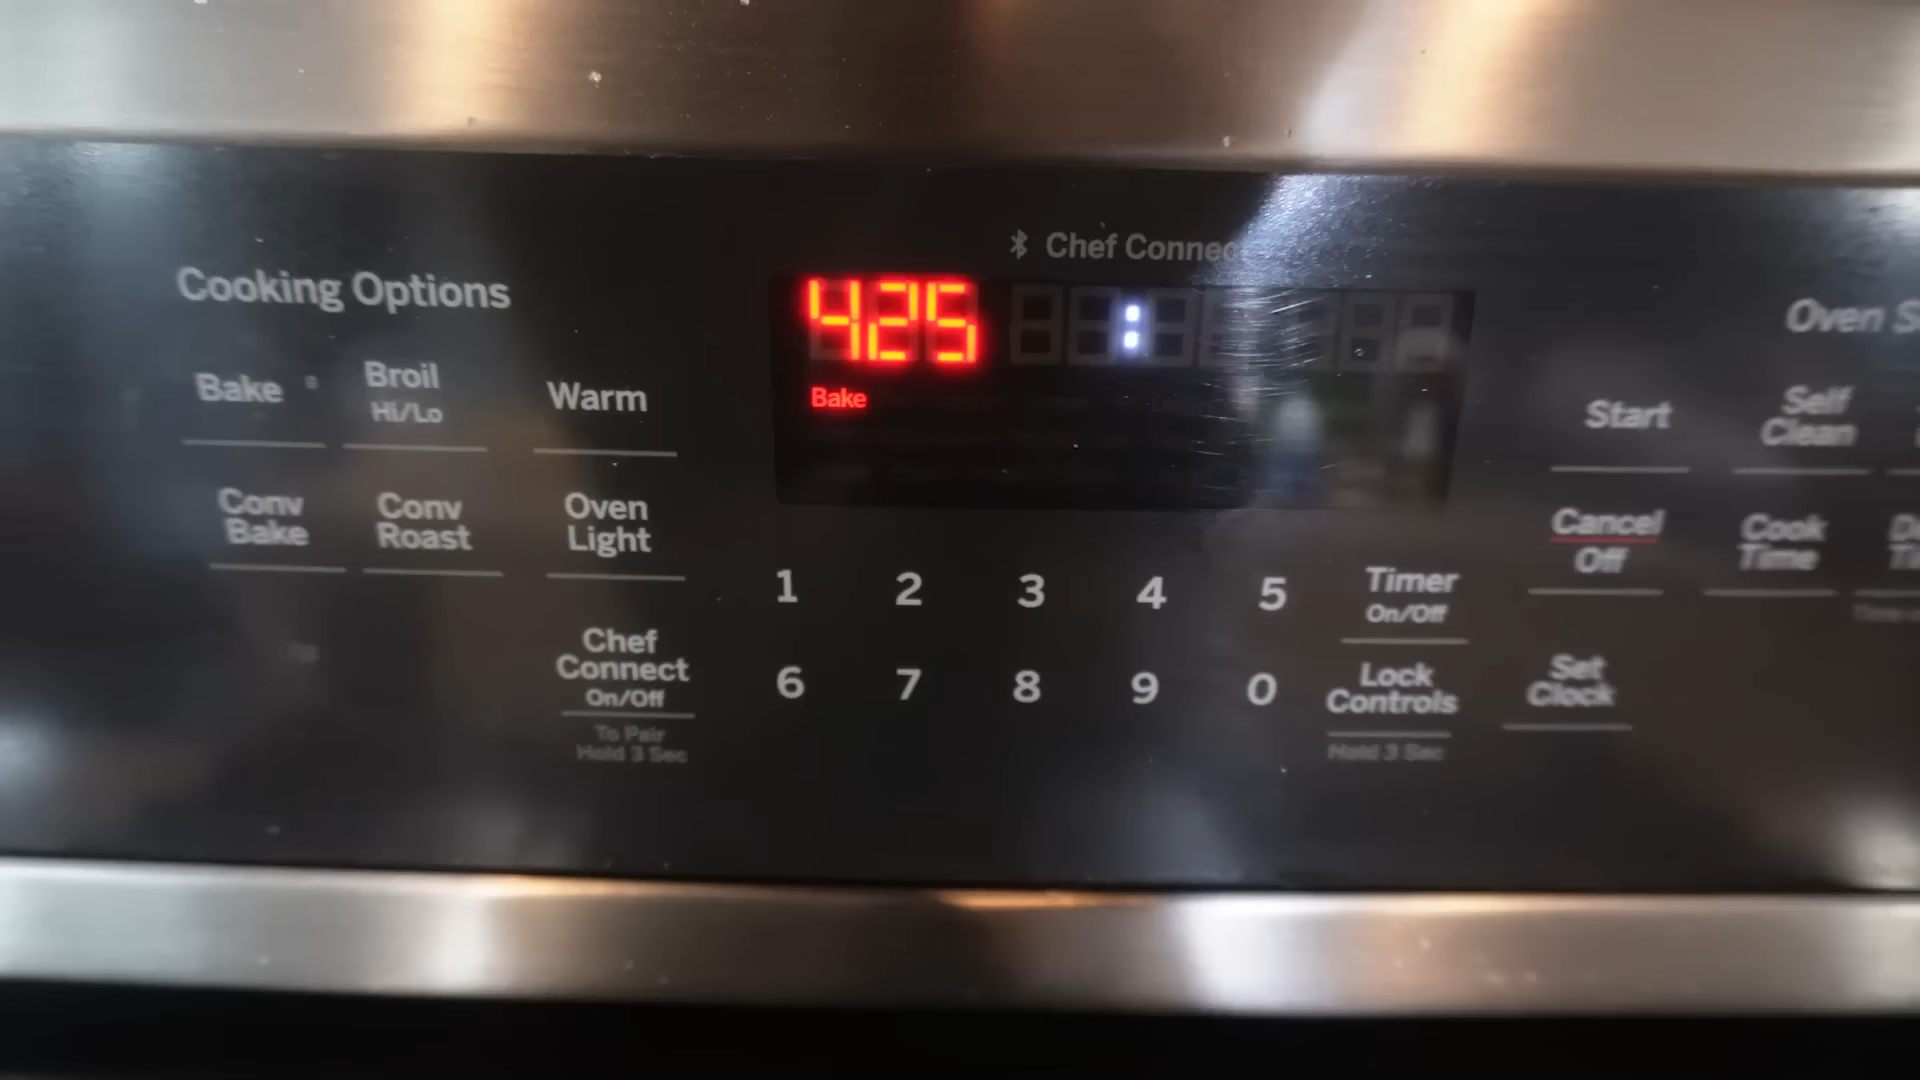 Chef Connec
Cooking Options
425
:
Bake
Oven S
Bake
Broil
Hi/Lo
Warm
Start
Self
Clean
Conv
Bake
Conv
Roast
Oven
Light
Cancel
Off
Cook
Time
1 2 3 4 5
Timer
On/Off
Chef
Connect
On/Off
To Pair
Hold 3 Sec
6 7 8 9 0
Lock
Controls
Hold 3 Sec
Set
Clock